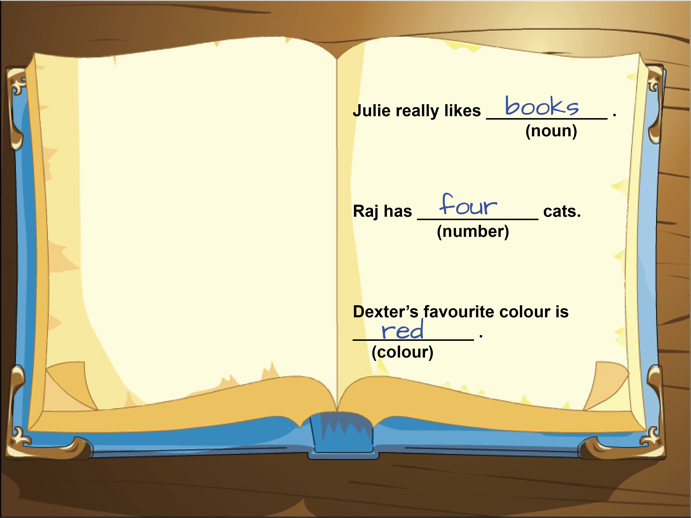 Julie really likes books .
(noun)
Raj has four cats.
(number)
Dexter’s favourite colour is
red .
(colour)